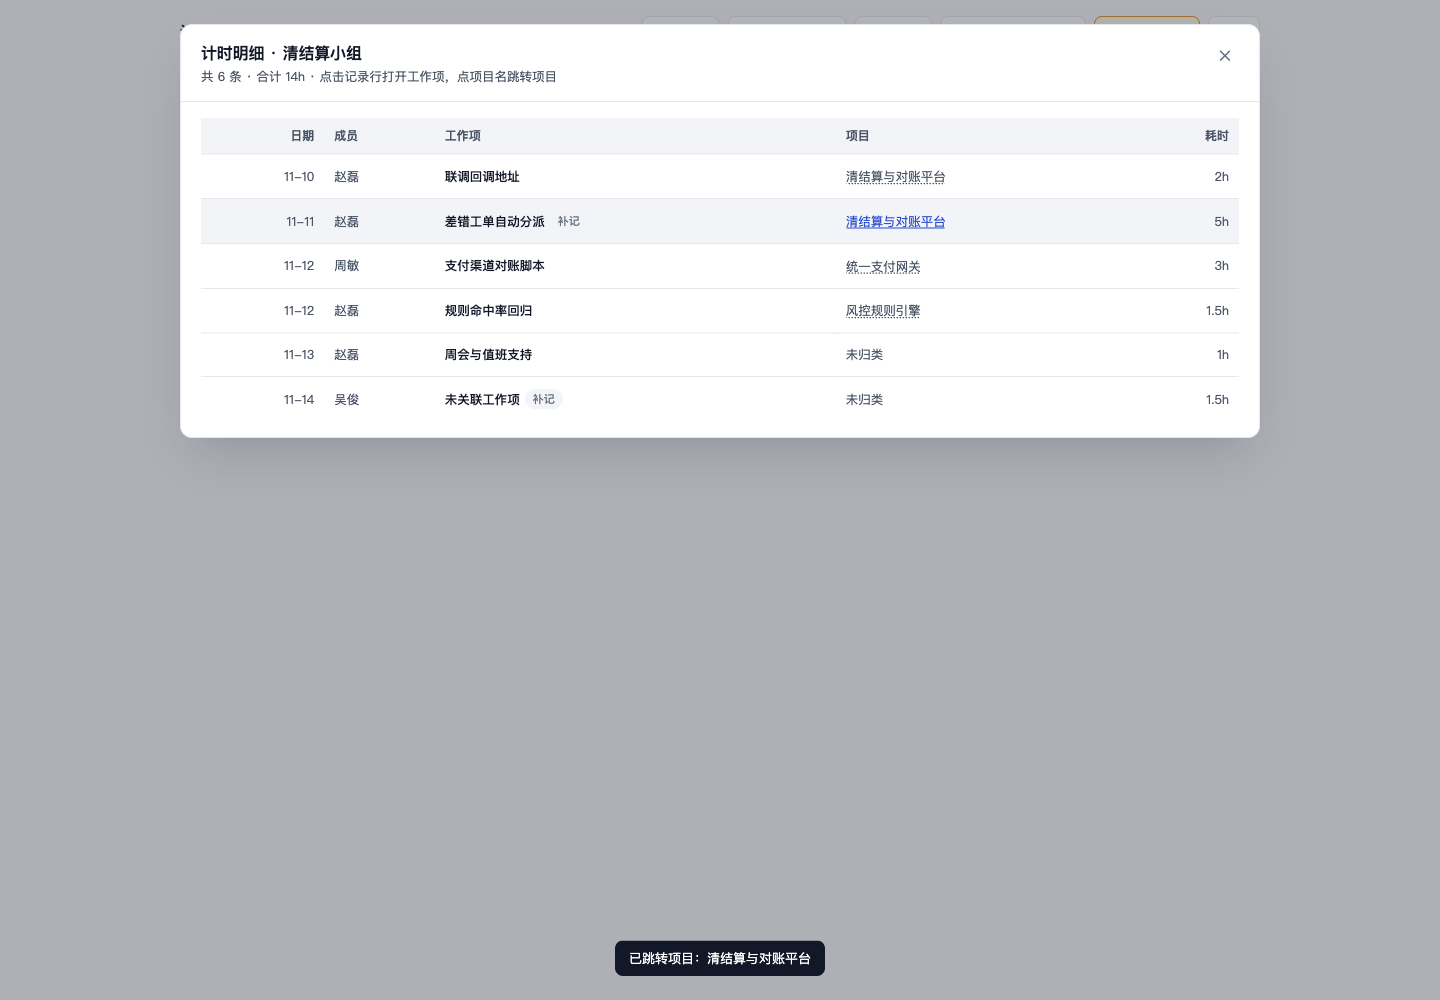 计时明细 · 清结算小组
共 6 条 · 合计 14h · 点击记录行打开工作项，点项目名跳转项目
日期 成员 工作项 项目 耗时
11-10 赵磊 联调回调地址 清结算与对账平台 2h
11-11 赵磊 差错工单自动分派 补记 清结算与对账平台 5h
11-12 周敏 支付渠道对账脚本 统一支付网关 3h
11-12 赵磊 规则命中率回归 风控规则引擎 1.5h
11-13 赵磊 周会与值班支持 未归类 1h
11-14 吴俊 未关联工作项 补记 未归类 1.5h
已跳转项目：清结算与对账平台